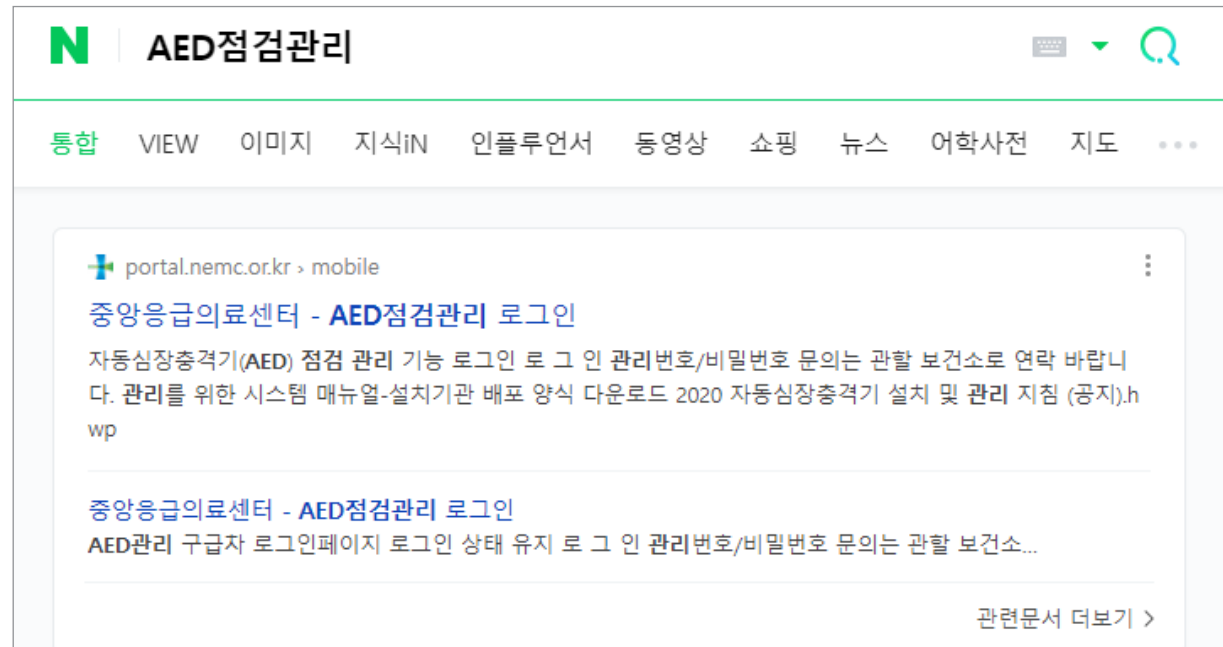 N AED점검관리
통합 VIEW 이미지 지식iN 인플루언서 동영상 쇼핑 뉴스 어학사전 지도
portal.nemc.or.kr › mobile
중앙응급의료센터 - AED점검관리 로그인
자동심장충격기(AED) 점검 관리 기능 로그인 로 그 인 관리번호/비밀번호 문의는 관할 보건소로 연락 바랍니
다. 관리를 위한 시스템 매뉴얼-설치기관 배포 양식 다운로드 2020 자동심장충격기 설치 및 관리 지침 (공지).h
wp
중앙응급의료센터 - AED점검관리 로그인
AED관리 구급차 로그인페이지 로그인 상태 유지 로 그 인 관리번호/비밀번호 문의는 관할 보건소...
관련문서 더보기 >